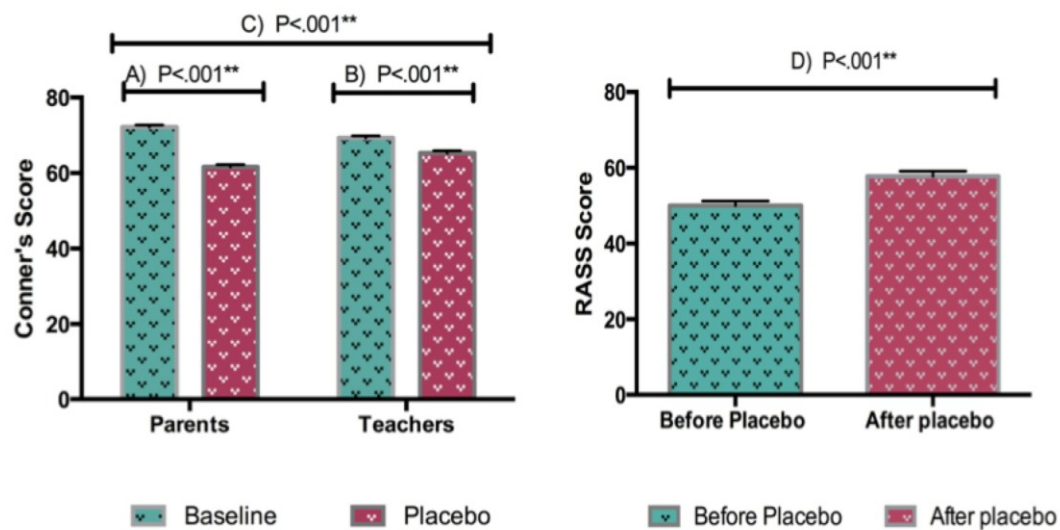 C) P<.001**
A) P<.001**
B) P<.001**
80
60
40
20
0
Conner's Score
Parents
Teachers
Baseline
Placebo
D) P<.001**
80
60
40
20
0
RASS Score
Before Placebo
After placebo
Before Placebo
After placebo